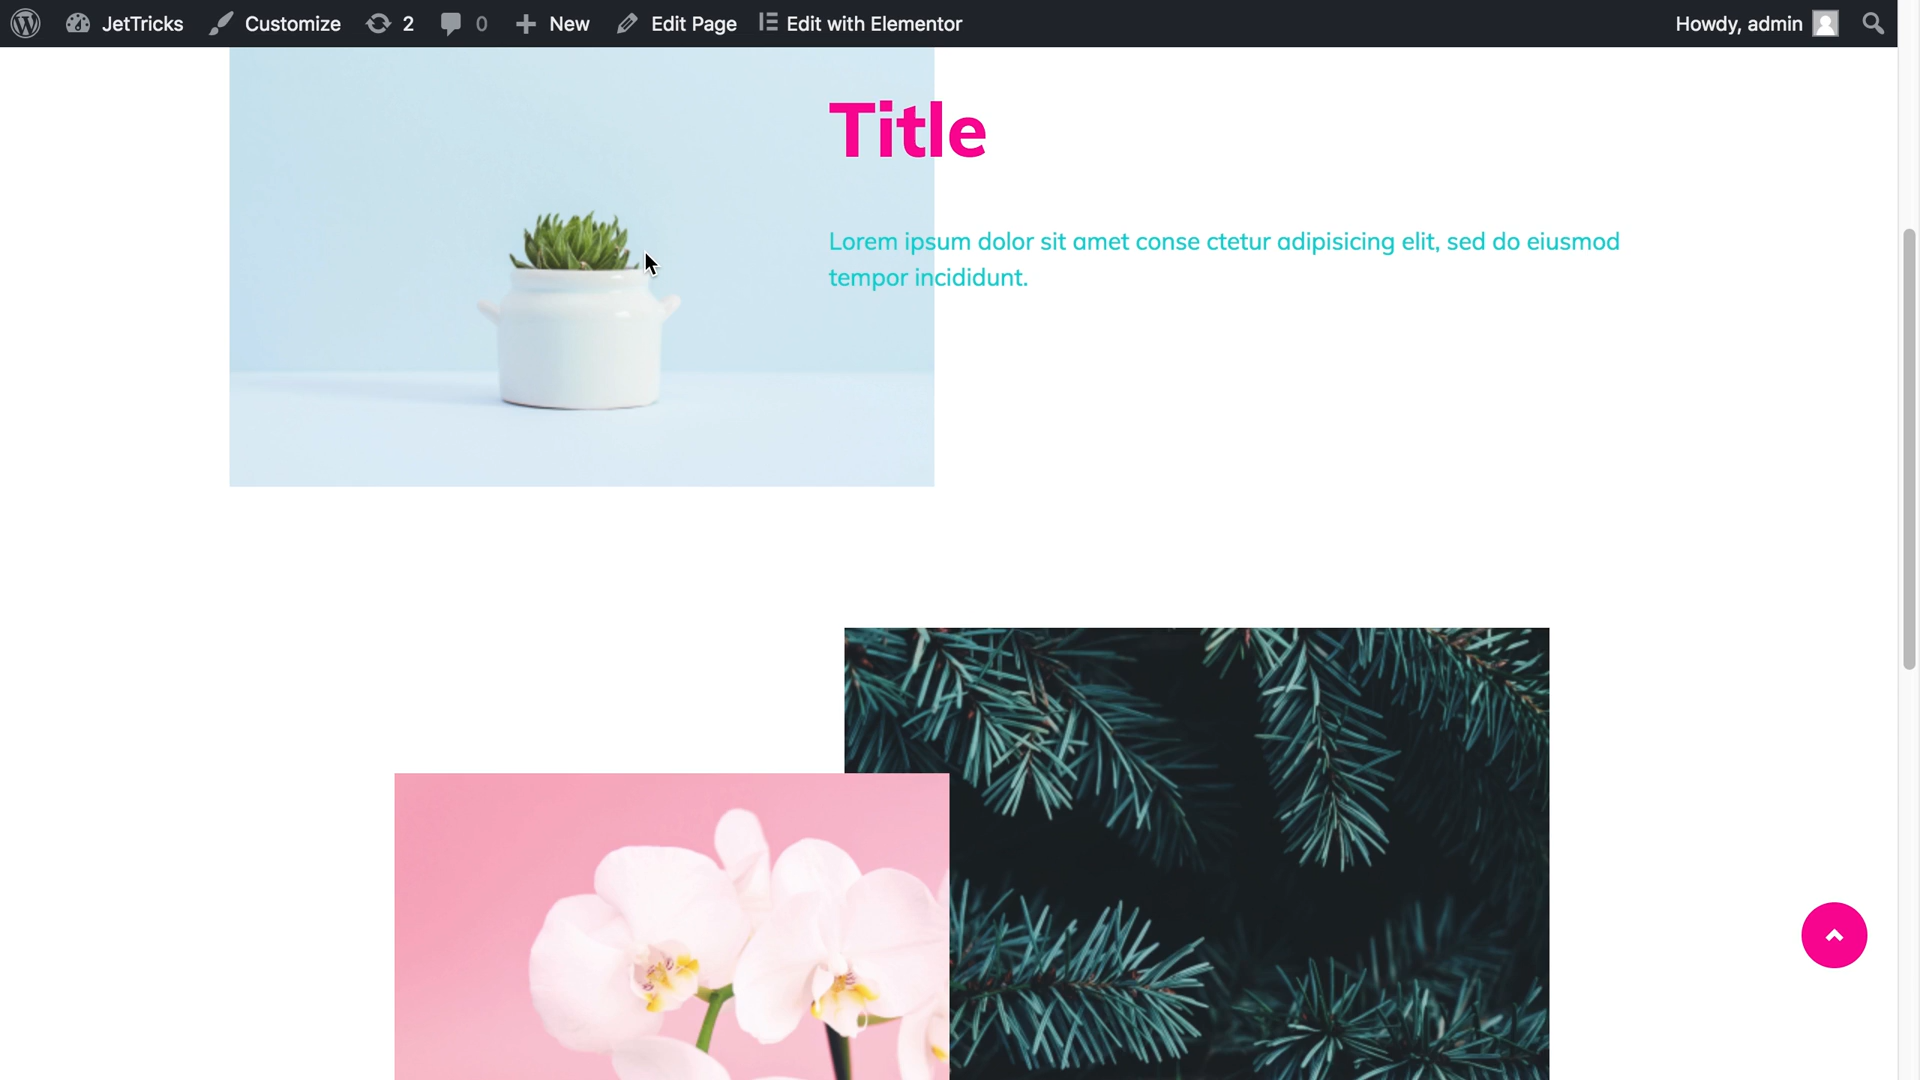 JetTricks Customize 2 0 New Edit Page Edit with Elementor Howdy, admin
Title
Lorem ipsum dolor sit amet conse ctetur adipisicing elit, sed do eiusmod
tempor incididunt.